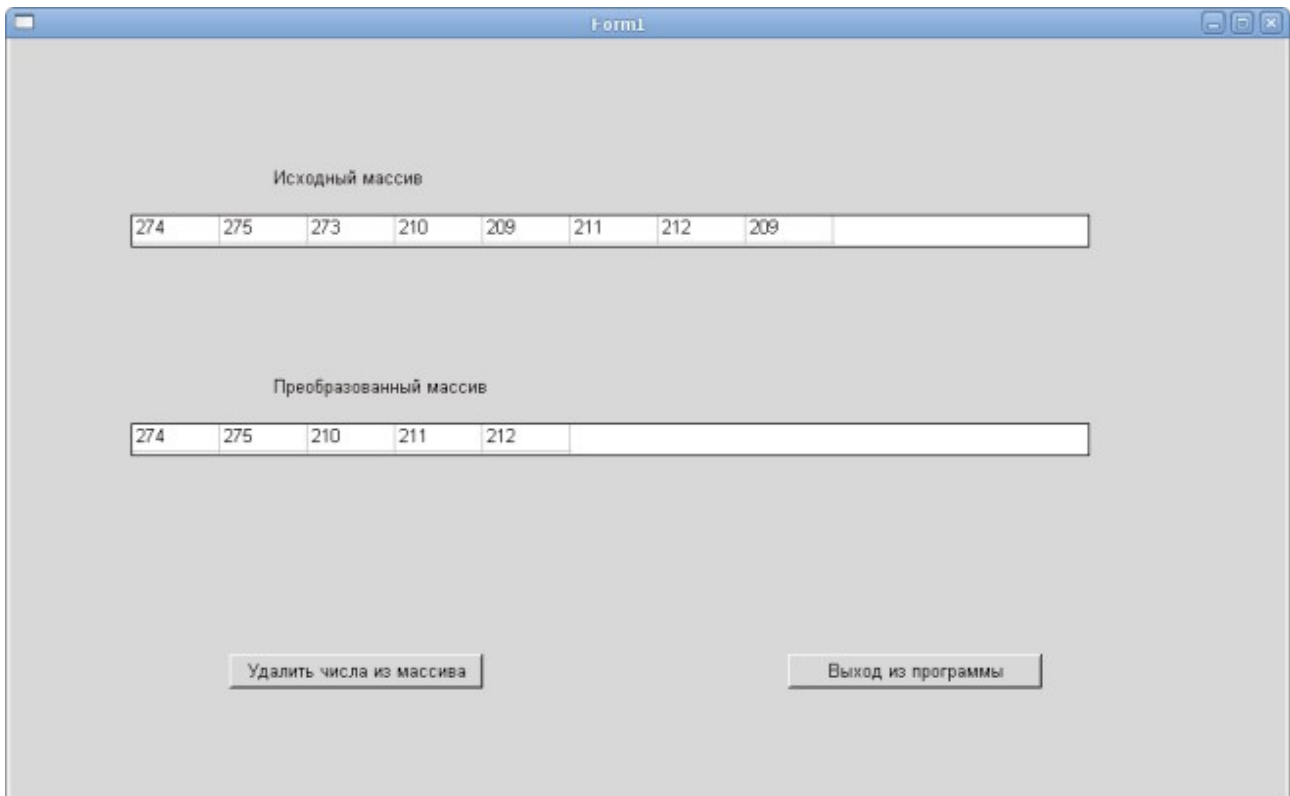 Form1
Исходный массив
274 275 273 210 209 211 212 209
Преобразованный массив
274 275 210 211 212
Удалить числа из массива Выход из программы